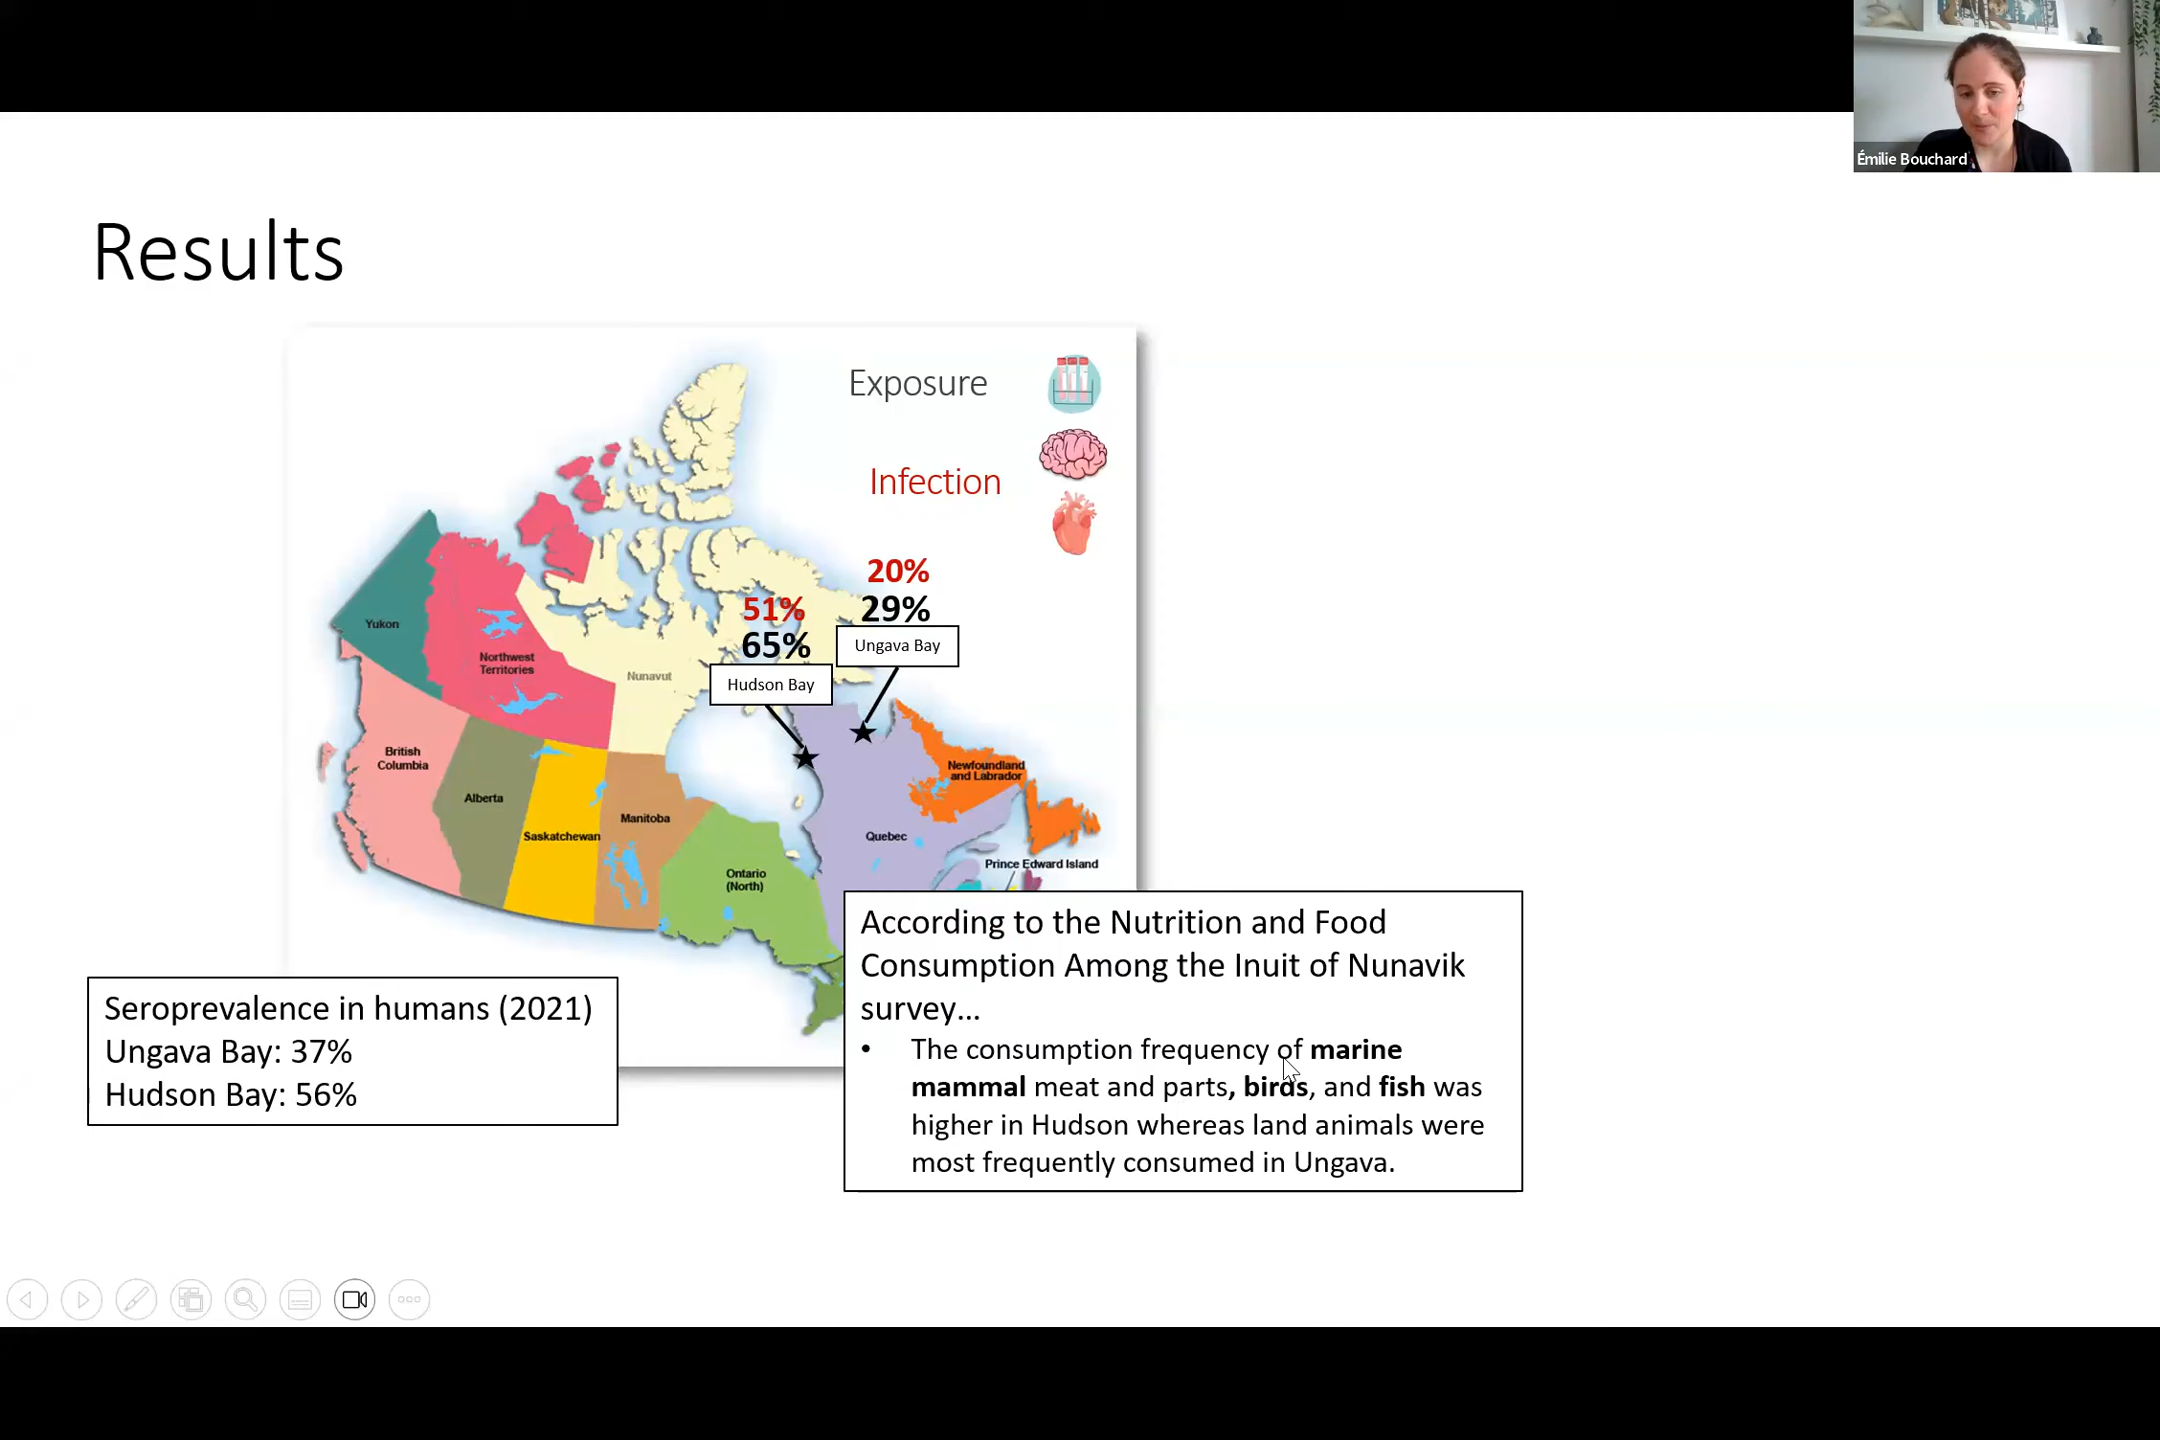 Émilie Bouchard
Results
Exposure
Infection
20%
51%
29%
65%
Ungava Bay
Hudson Bay
Yukon
Northwest
Territories
Nunavut
British
Columbia
Alberta
Saskatchewan
Manitoba
Ontario
(North)
Quebec
Newfoundland
and Labrador
Prince Edward Island
Seroprevalence in humans (2021)
Ungava Bay: 37%
Hudson Bay: 56%
According to the Nutrition and Food
Consumption Among the Inuit of Nunavik
survey…
• The consumption frequency of marine
mammal meat and parts, birds, and fish was
higher in Hudson whereas land animals were
most frequently consumed in Ungava.